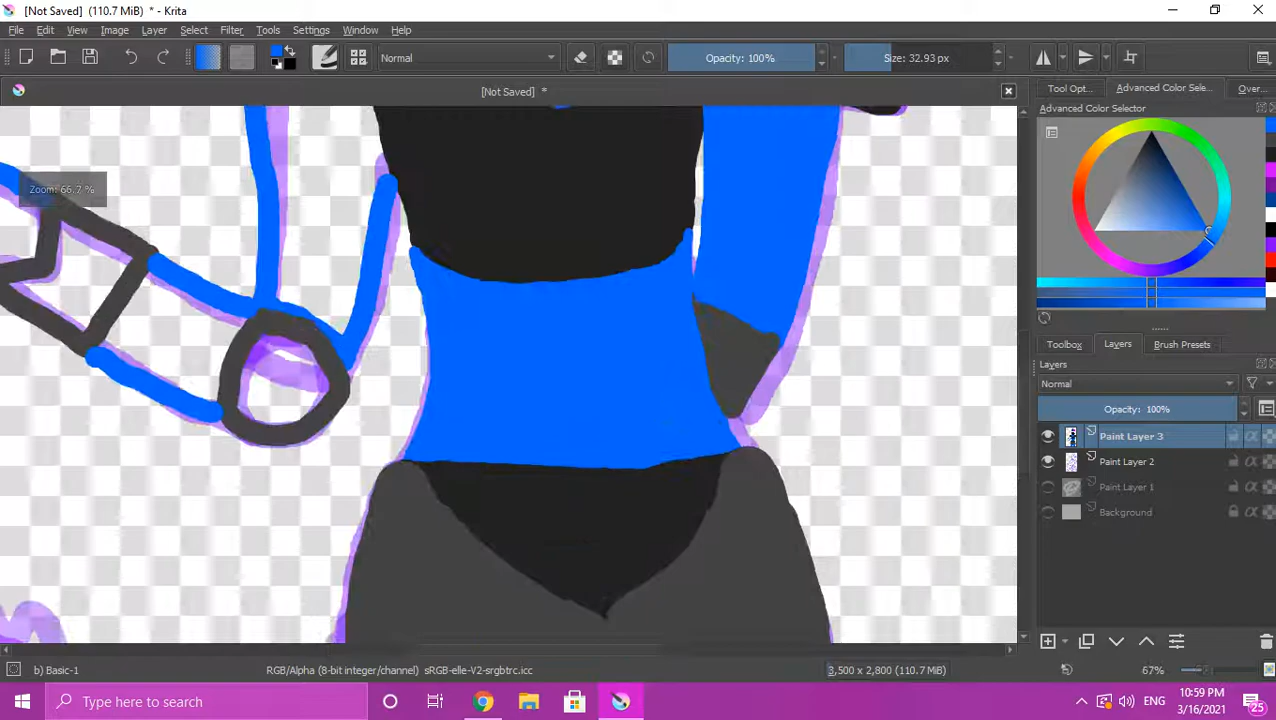 [Not Saved] (110.7 MiB) * - Krita
File Edit View Image Layer Select Filter Tools Settings Window Help
Normal
Opacity: 100%
Size: 32.93 px
[Not Saved] *
Tool Opt...
Advanced Color Sele...
Over...
Advanced Color Selector
Zoom: 66.7 %
Toolbox
Layers
Brush Presets
Layers
Normal
Opacity: 100%
Paint Layer 3
Paint Layer 2
Paint Layer 1
Background
b) Basic-1
RGB/Alpha (8-bit integer/channel) sRGB-elle-V2-srgbtrc.icc
3,500 x 2,800 (110.7 MiB)
67%
Type here to search
ENG
10:59 PM
3/16/2021
25